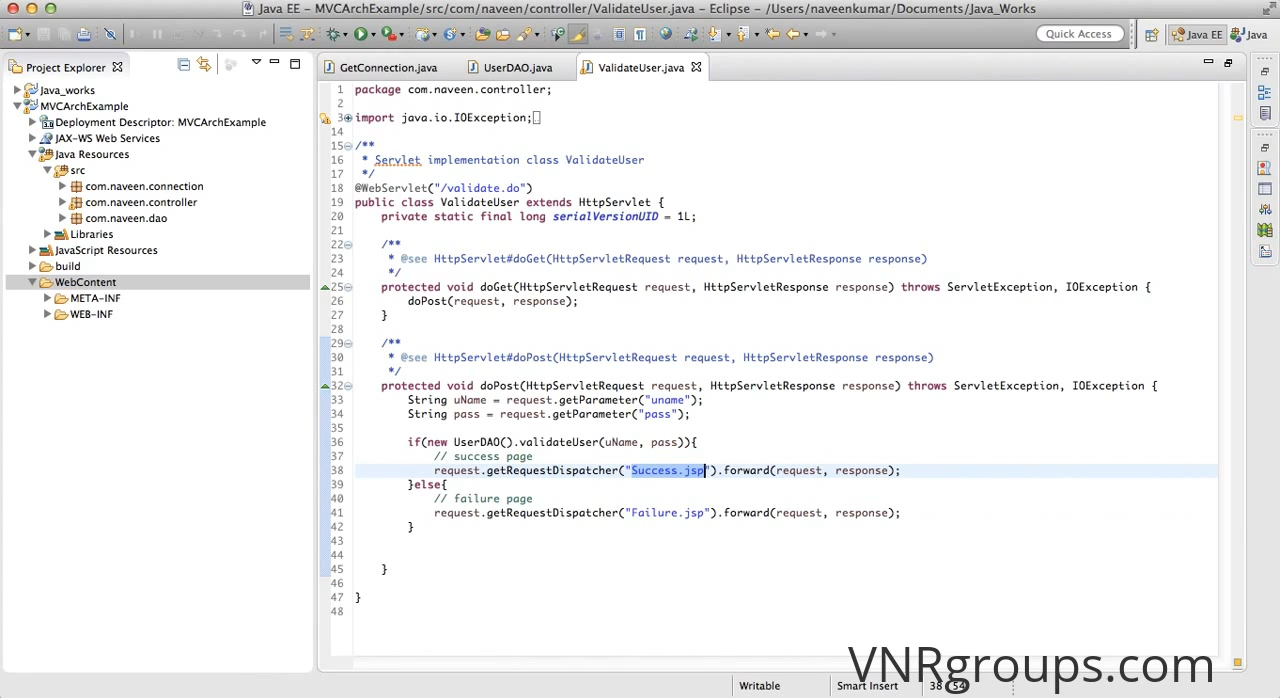 Java EE - MVCArchExample/src/com/naveen/controller/ValidateUser.java - Eclipse - /Users/naveenkumar/Documents/Java_Works
Quick Access
Java EE
Java
Project Explorer
GetConnection.java
UserDAO.java
ValidateUser.java
Java_works
MVCArchExample
Deployment Descriptor: MVCArchExample
JAX-WS Web Services
Java Resources
src
com.naveen.connection
com.naveen.controller
com.naveen.dao
Libraries
JavaScript Resources
build
WebContent
META-INF
WEB-INF
1 package com.naveen.controller;
2
3 import java.io.IOException;
14
15 /**
16 * Servlet implementation class ValidateUser
17 */
18 @WebServlet("/validate.do")
19 public class ValidateUser extends HttpServlet {
20 private static final long serialVersionUID = 1L;
21
22 /**
23 * @see HttpServlet#doGet(HttpServletRequest request, HttpServletResponse response)
24 */
25 protected void doGet(HttpServletRequest request, HttpServletResponse response) throws ServletException, IOException {
26 doPost(request, response);
27 }
28
29 /**
30 * @see HttpServlet#doPost(HttpServletRequest request, HttpServletResponse response)
31 */
32 protected void doPost(HttpServletRequest request, HttpServletResponse response) throws ServletException, IOException {
33 String uName = request.getParameter("uname");
34 String pass = request.getParameter("pass");
35
36 if(new UserDAO().validateUser(uName, pass)){
37 // success page
38 request.getRequestDispatcher("Success.jsp").forward(request, response);
39 }else{
40 // failure page
41 request.getRequestDispatcher("Failure.jsp").forward(request, response);
42 }
43
44
45 }
46
47 }
48
VNRgroups.com
Writable
Smart Insert
38 : 54